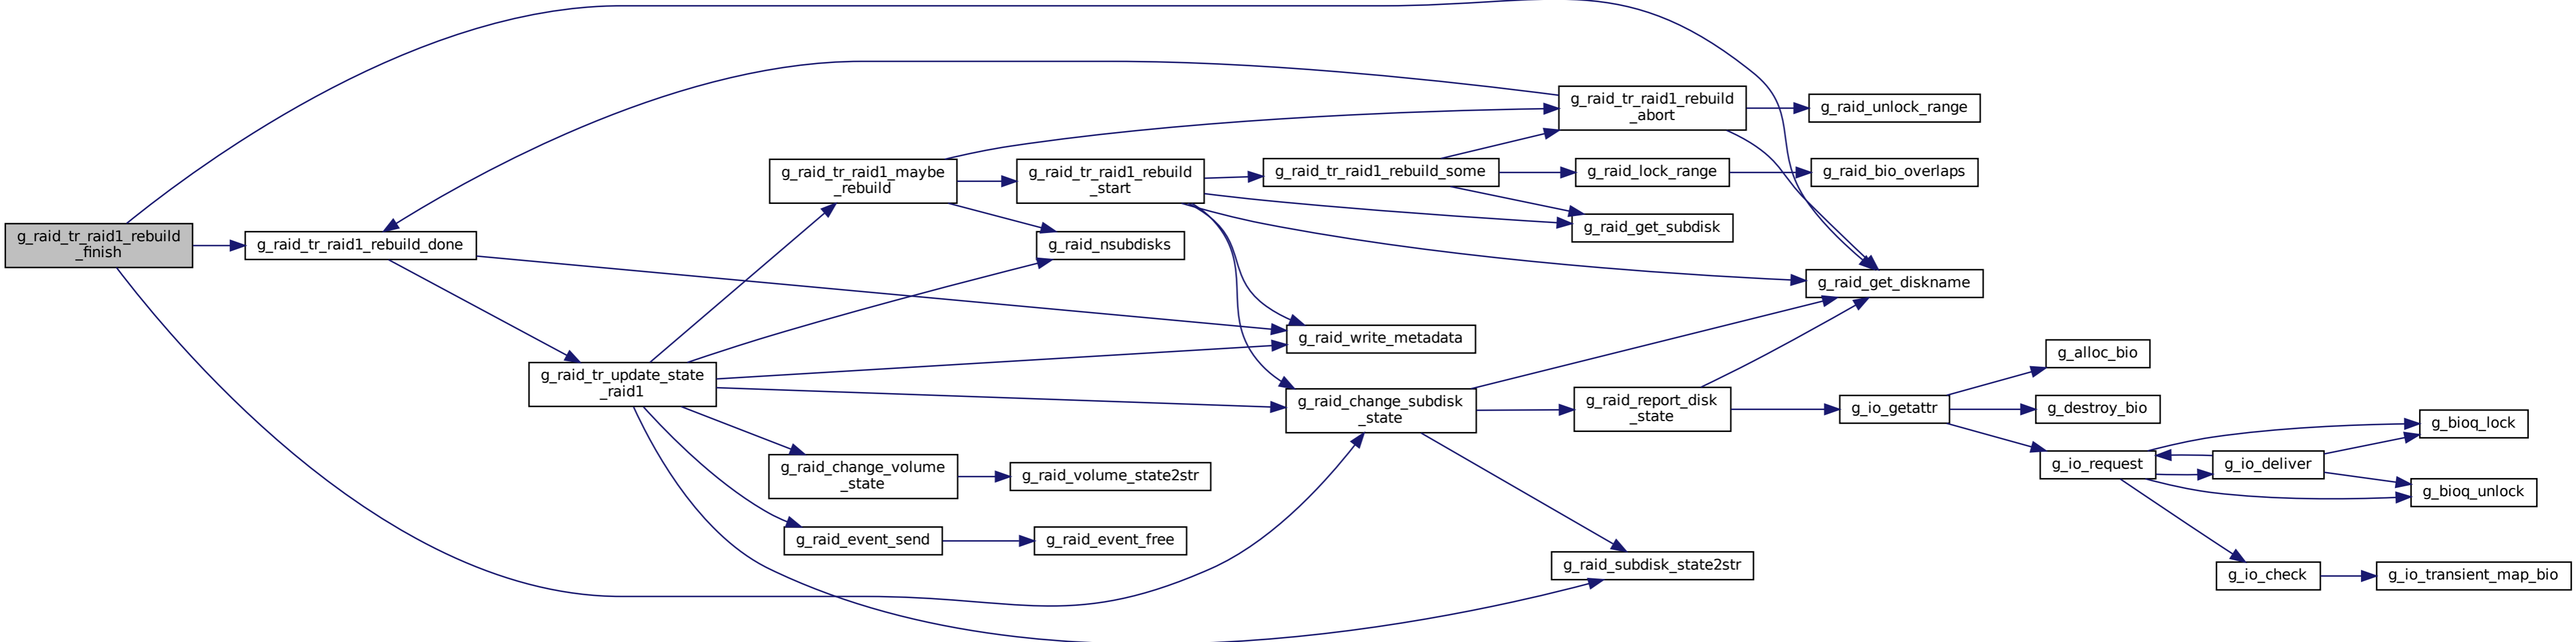 g_raid_tr_raid1_rebuild
_finish
g_raid_tr_raid1_rebuild_done
g_raid_tr_update_state
_raid1
g_raid_tr_raid1_maybe
_rebuild
g_raid_change_volume
_state
g_raid_event_send
g_raid_tr_raid1_rebuild
_start
g_raid_nsubdisks
g_raid_volume_state2str
g_raid_event_free
g_raid_tr_raid1_rebuild_some
g_raid_write_metadata
g_raid_change_subdisk
_state
g_raid_tr_raid1_rebuild
_abort
g_raid_lock_range
g_raid_get_subdisk
g_raid_report_disk
_state
g_raid_subdisk_state2str
g_raid_unlock_range
g_raid_bio_overlaps
g_raid_get_diskname
g_io_getattr
g_alloc_bio
g_destroy_bio
g_io_request
g_io_deliver
g_io_check
g_bioq_lock
g_bioq_unlock
g_io_transient_map_bio